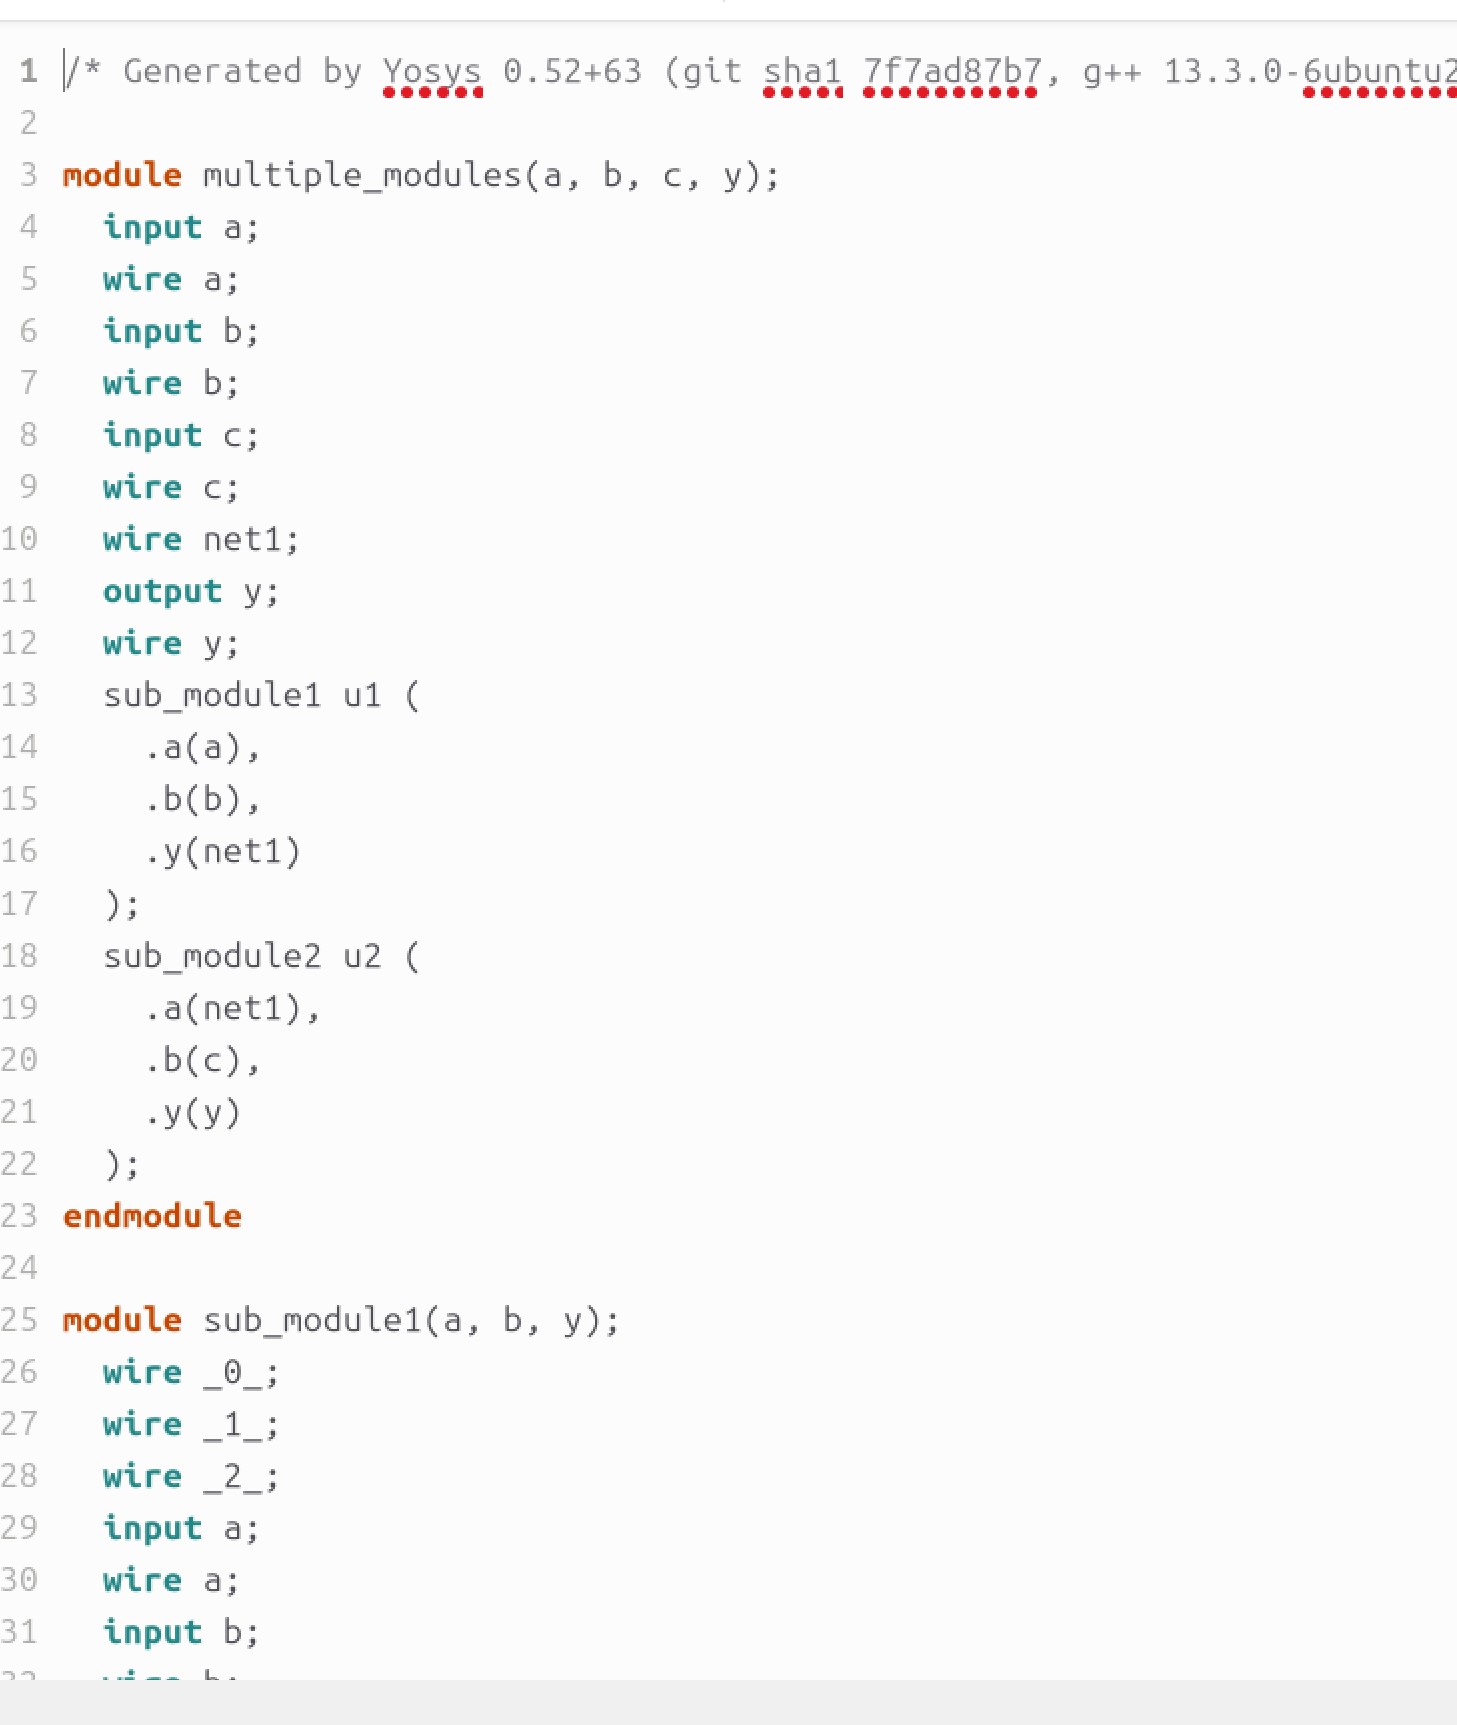 1 /* Generated by Yosys 0.52+63 (git sha1 7f7ad87b7, g++ 13.3.0-6ubuntu2
2
3 module multiple_modules(a, b, c, y);
4   input a;
5   wire a;
6   input b;
7   wire b;
8   input c;
9   wire c;
10   wire net1;
11   output y;
12   wire y;
13   sub_module1 u1 (
14     .a(a),
15     .b(b),
16     .y(net1)
17   );
18   sub_module2 u2 (
19     .a(net1),
20     .b(c),
21     .y(y)
22   );
23 endmodule
24
25 module sub_module1(a, b, y);
26   wire _0_;
27   wire _1_;
28   wire _2_;
29   input a;
30   wire a;
31   input b;